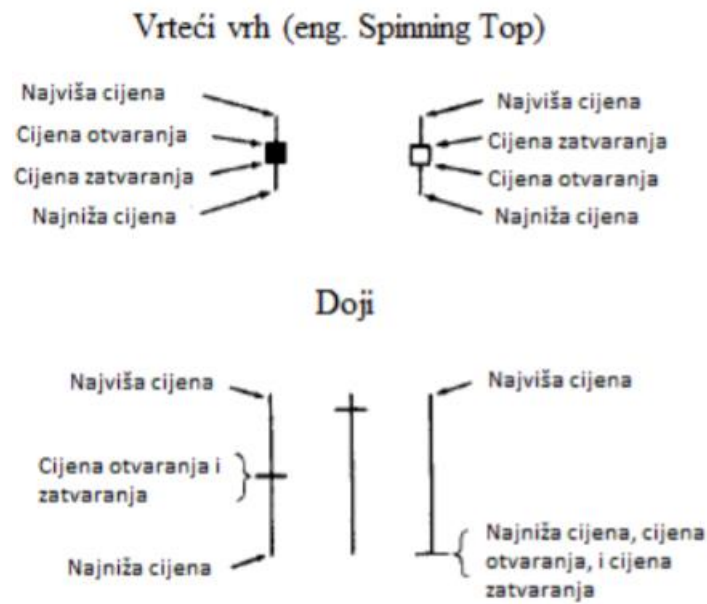 Vrteći vrh (eng. Spinning Top)
Najviša cijena
Cijena otvaranja
Cijena zatvaranja
Najniža cijena
Najviša cijena
Cijena zatvaranja
Cijena otvaranja
Najniža cijena
Doji
Najviša cijena
Cijena otvaranja i
zatvaranja
Najniža cijena
Najviša cijena
Najniža cijena, cijena
otvaranja, i cijena
zatvaranja